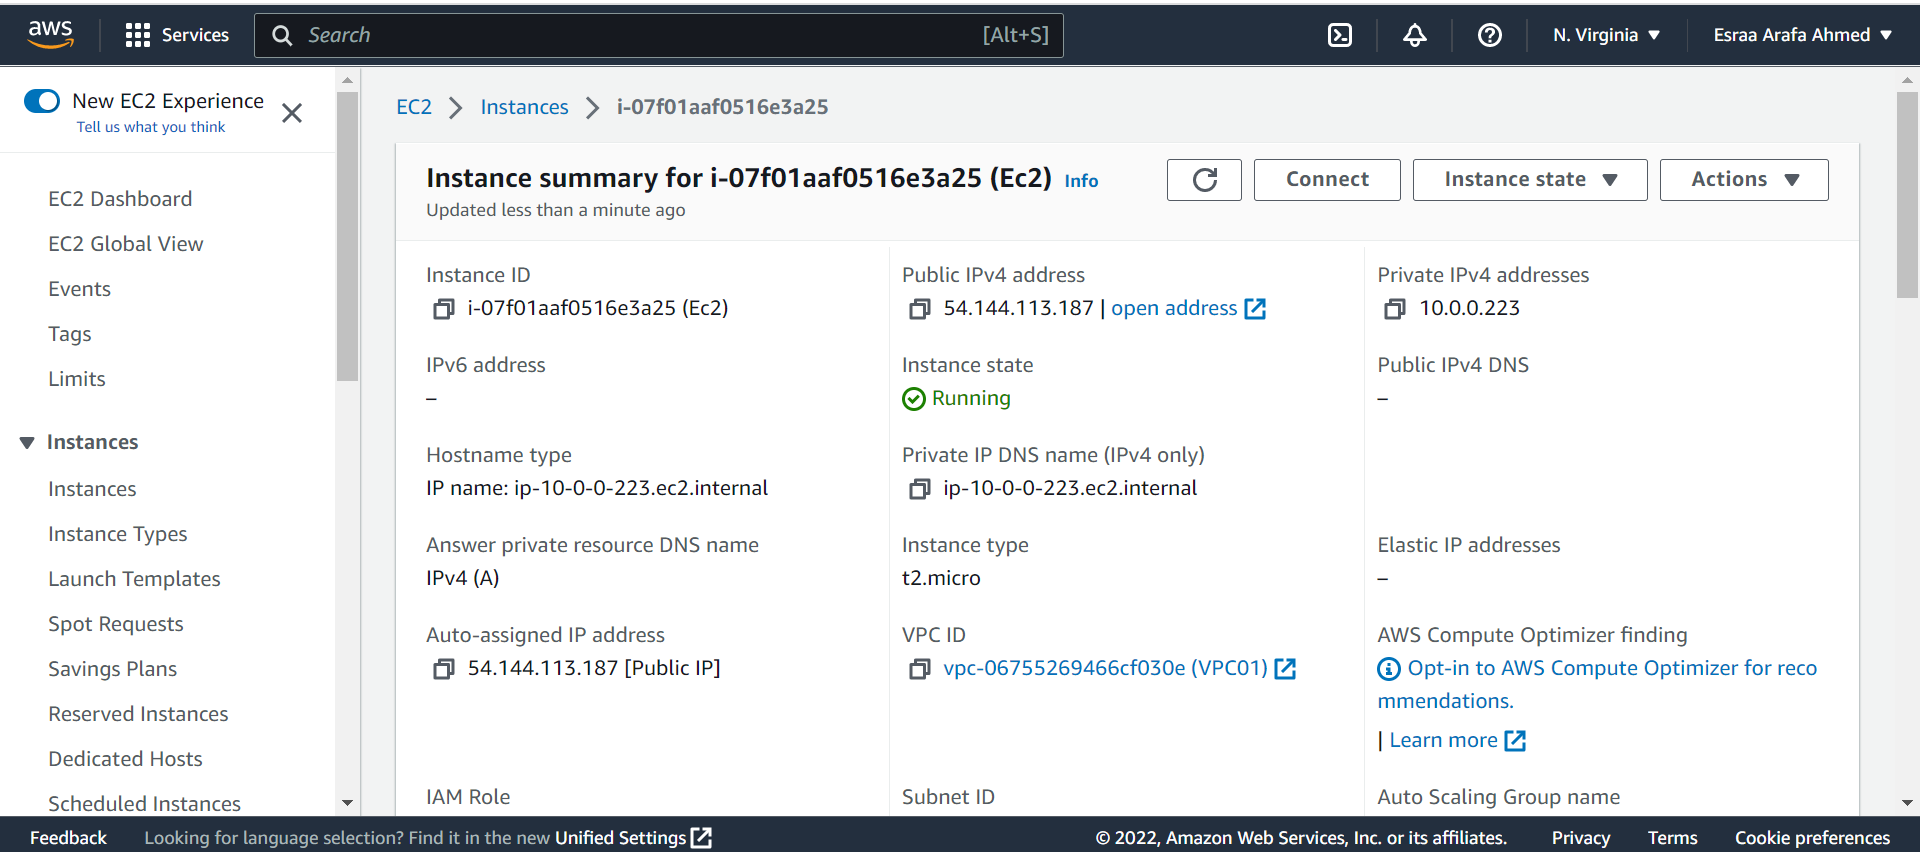 aws
Services
Search [Alt+S]
N. Virginia ▼
Esraa Arafa Ahmed ▼
New EC2 Experience
Tell us what you think
EC2 Dashboard
EC2 Global View
Events
Tags
Limits
Instances
Instances
Instance Types
Launch Templates
Spot Requests
Savings Plans
Reserved Instances
Dedicated Hosts
Scheduled Instances
EC2 > Instances > i-07f01aaf0516e3a25
Instance summary for i-07f01aaf0516e3a25 (Ec2) Info
Updated less than a minute ago
Connect
Instance state ▼
Actions ▼
Instance ID
i-07f01aaf0516e3a25 (Ec2)
Public IPv4 address
54.144.113.187 | open address
Private IPv4 addresses
10.0.0.223
IPv6 address
–
Instance state
Running
Public IPv4 DNS
–
Hostname type
IP name: ip-10-0-0-223.ec2.internal
Private IP DNS name (IPv4 only)
ip-10-0-0-223.ec2.internal
Answer private resource DNS name
IPv4 (A)
Instance type
t2.micro
Elastic IP addresses
–
Auto-assigned IP address
54.144.113.187 [Public IP]
VPC ID
vpc-06755269466cf030e (VPC01)
AWS Compute Optimizer finding
Opt-in to AWS Compute Optimizer for reco
mmendations.
| Learn more
IAM Role
Subnet ID
Auto Scaling Group name
Feedback
Looking for language selection? Find it in the new Unified Settings
© 2022, Amazon Web Services, Inc. or its affiliates.
Privacy
Terms
Cookie preferences